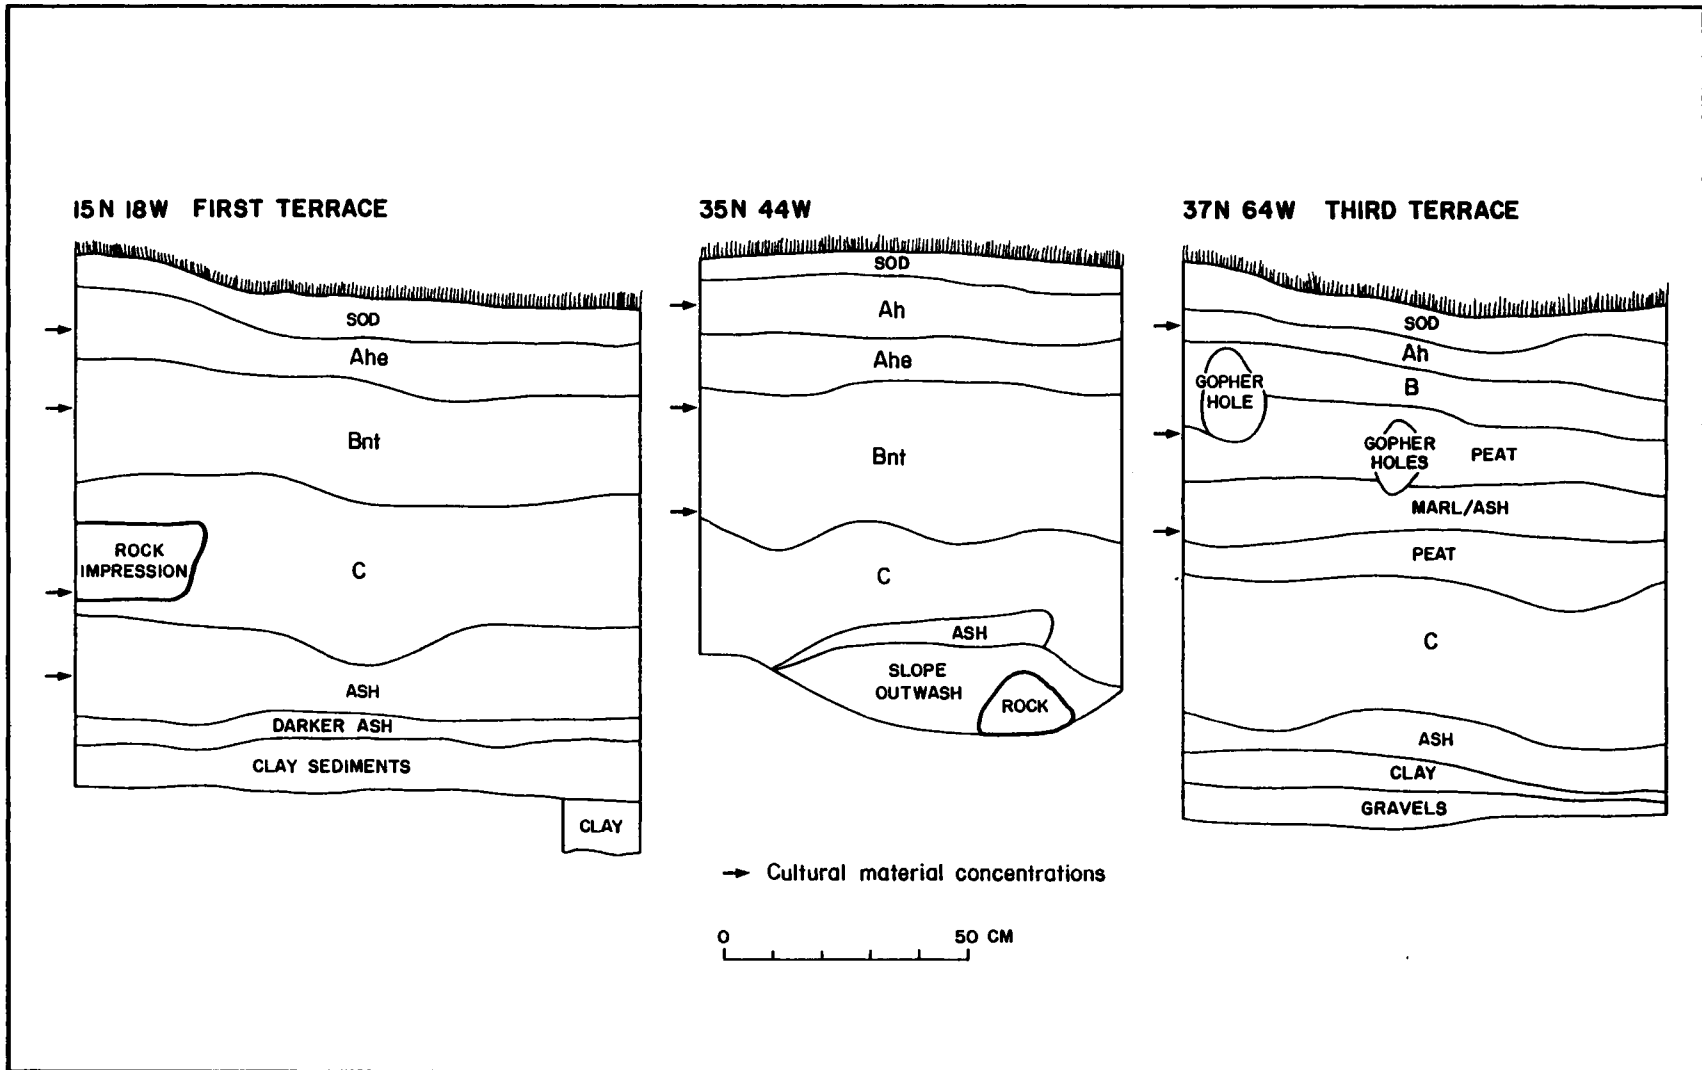 15N 18W FIRST TERRACE
SOD
Ahe
Bnt
ROCK
IMPRESSION
C
ASH
DARKER ASH
CLAY SEDIMENTS
CLAY
35N 44W
SOD
Ah
Ahe
Bnt
C
ASH
SLOPE
OUTWASH
ROCK
37N 64W THIRD TERRACE
SOD
Ah
B
GOPHER
HOLE
GOPHER
HOLES
PEAT
MARL/ASH
PEAT
C
ASH
CLAY
GRAVELS
→ Cultural material concentrations
0 50 CM